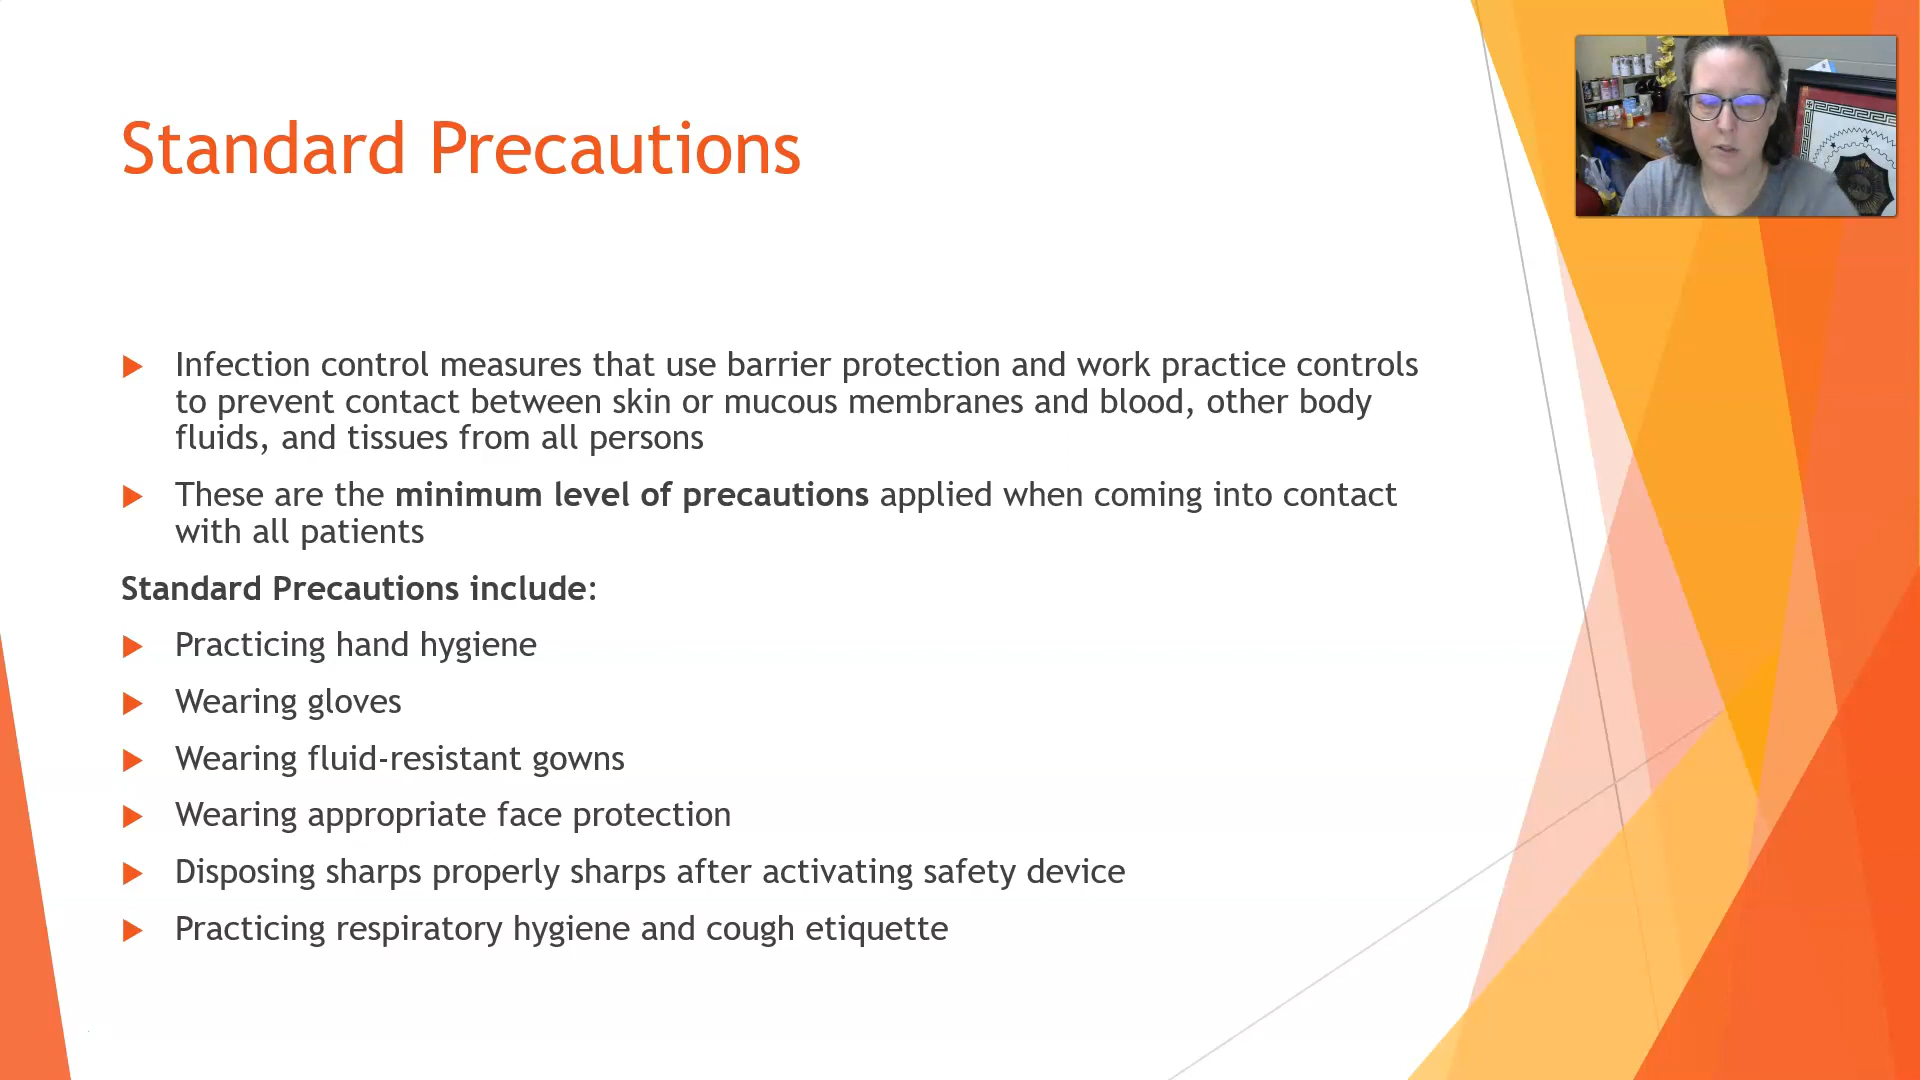 Standard Precautions
Infection control measures that use barrier protection and work practice controls
to prevent contact between skin or mucous membranes and blood, other body
fluids, and tissues from all persons
These are the minimum level of precautions applied when coming into contact
with all patients
Standard Precautions include:
Practicing hand hygiene
Wearing gloves
Wearing fluid-resistant gowns
Wearing appropriate face protection
Disposing sharps properly sharps after activating safety device
Practicing respiratory hygiene and cough etiquette